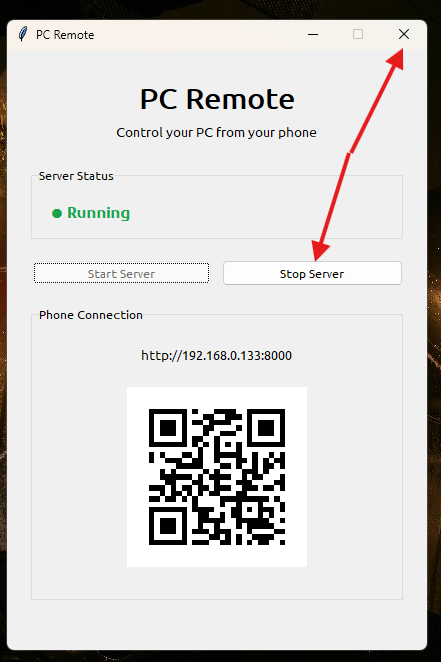 PC Remote
PC Remote
Control your PC from your phone
Server Status
Running
Start Server
Stop Server
Phone Connection
http://192.168.0.133:8000